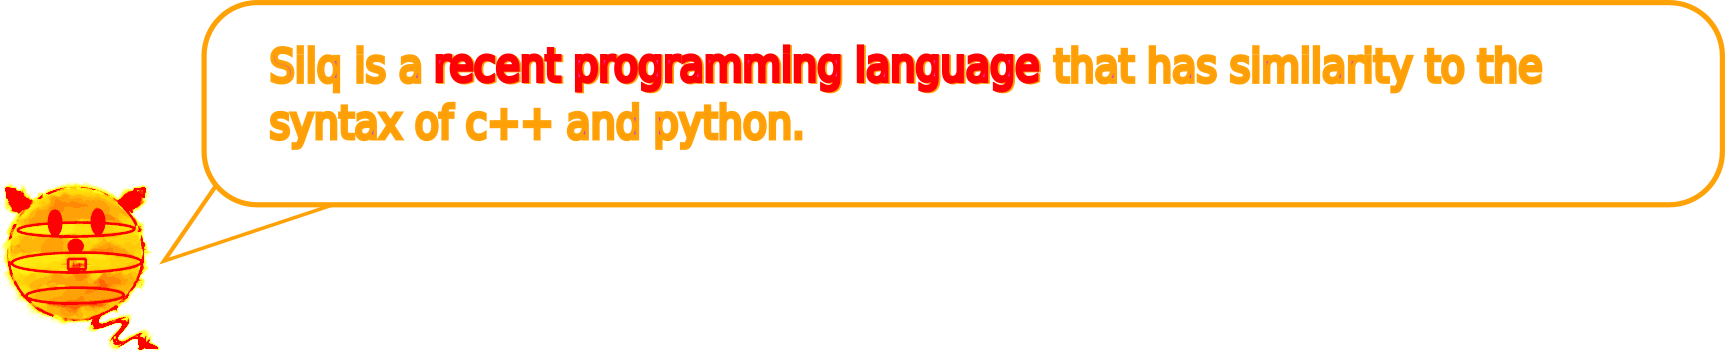 Silq is a recent programming language that has similarity to the
syntax of c++ and python.